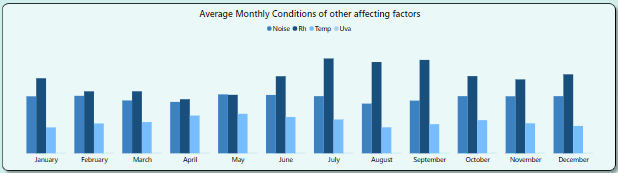 Average Monthly Conditions of other affecting factors
Noise Rh Temp Uva
January February March April May June July August September October November December